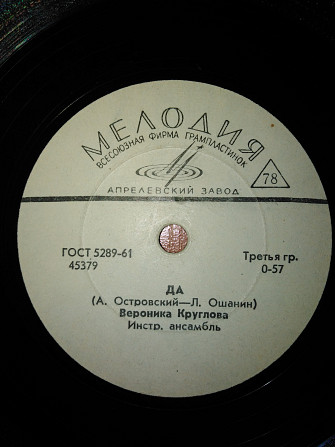 МЕЛОДИЯ
ВСЕСОЮЗНАЯ ФИРМА ГРАМПЛАСТИНОК
АПРЕЛЕВСКИЙ ЗАВОД
78
ГОСТ 5289-61
45379
Третья гр.
0-57
ДА
(А. Островский—Л. Ошанин)
Вероника Круглова
Инстр. ансамбль